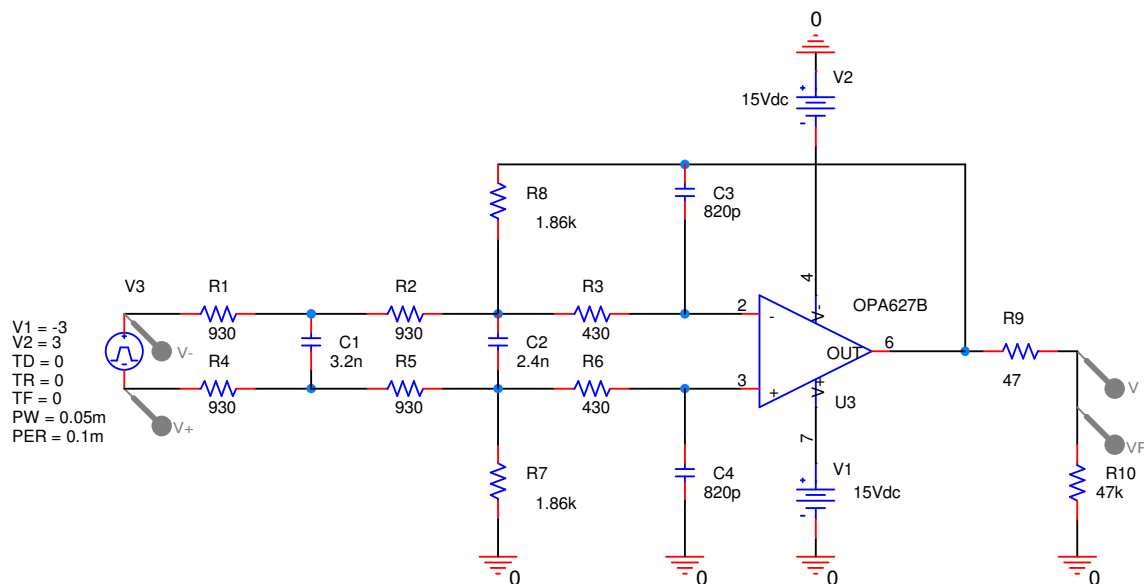 0
V2
15Vdc
R8
1.86k
C3
820p
4
V3
R1
930
R2
930
R3
430
2
V-
OPA627B
V1 = -3
V2 = 3
TD = 0
TR = 0
TF = 0
PW = 0.05m
PER = 0.1m
V-
C1
3.2n
C2
2.4n
-
OUT
6
R9
47
R4
930
R5
930
R6
430
3
+
V+
U3
V
V+
7
VP
R7
1.86k
C4
820p
V1
15Vdc
R10
47k
0
0
0
0